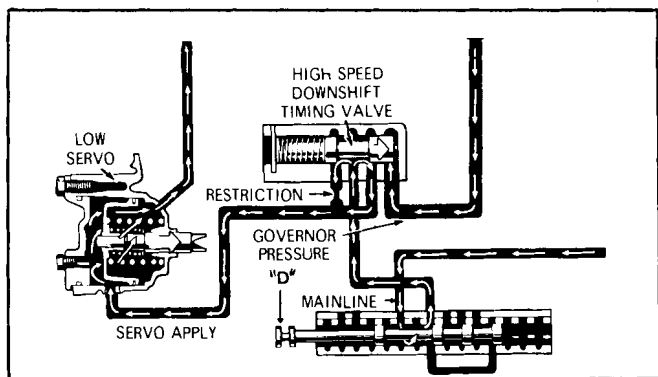 HIGH SPEED
DOWNSHIFT
TIMING VALVE
LOW
SERVO
RESTRICTION
GOVERNOR
PRESSURE
"D"
MAINLINE
SERVO APPLY